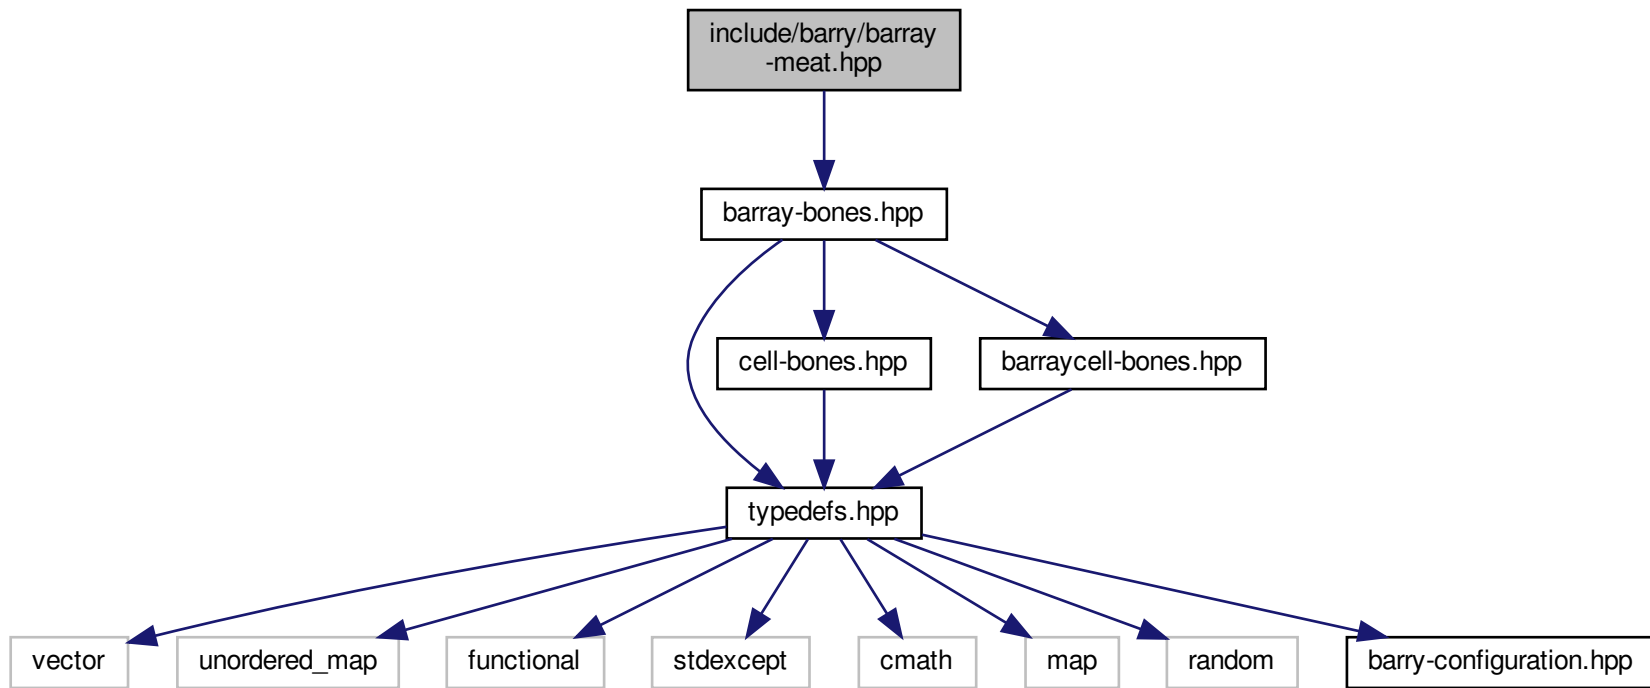 include/barry/barray
-meat.hpp
barray-bones.hpp
cell-bones.hpp
barraycell-bones.hpp
typedefs.hpp
vector
unordered_map
functional
stdexcept
cmath
map
random
barry-configuration.hpp